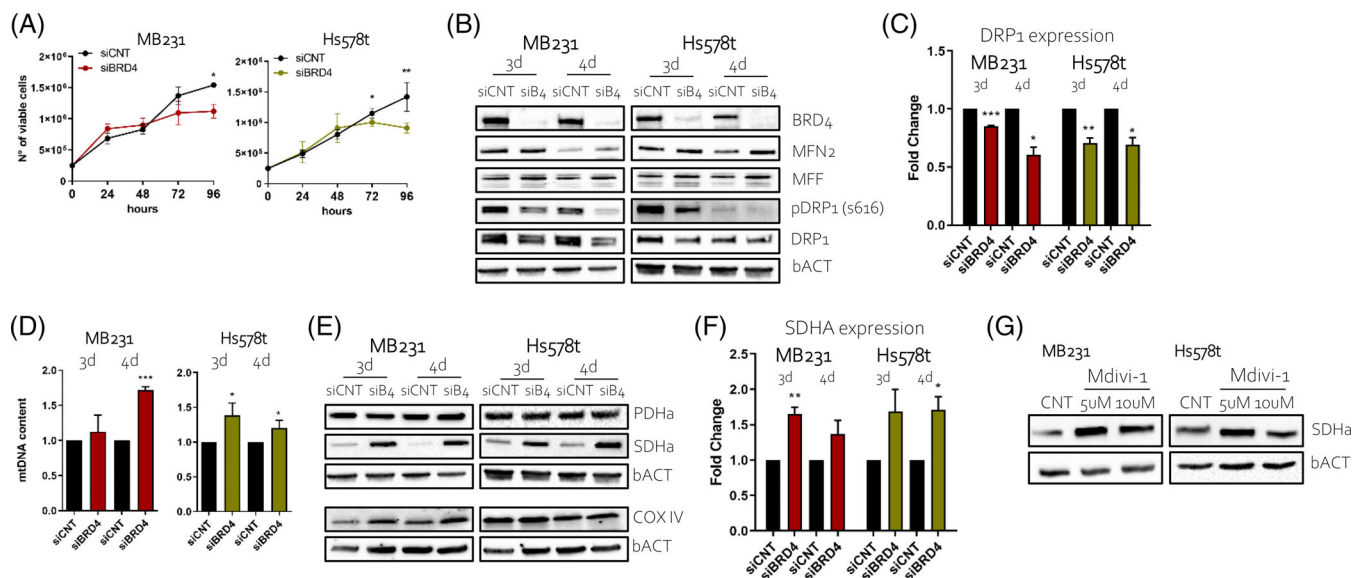 (A)
MB231
siCNT
siBRD4
N° of viable cells
2×10⁶
1.5×10⁶
1×10⁶
5×10⁵
0
0 24 48 72 96
hours
*
Hs578t
siCNT
siBRD4
2×10⁶
1.5×10⁶
1×10⁶
5×10⁵
0
0 24 48 72 96
hours
* **
(B)
MB231 Hs578t
3d 4d 3d 4d
siCNT siB4 siCNT siB4 siCNT siB4 siCNT siB4
BRD4
MFN2
MFF
pDRP1 (s616)
DRP1
bACT
(C)
DRP1 expression
MB231 Hs578t
3d 4d 3d 4d
Fold Change
1.5
1.0
0.5
0.0
*** * ** *
siCNT siBRD4 siCNT siBRD4 siCNT siBRD4 siCNT siBRD4
(D)
MB231
3d 4d
mtDNA content
2.0
1.5
1.0
0.5
0.0
***
siCNT siBRD4 siCNT siBRD4
Hs578t
3d 4d
2.0
1.5
1.0
0.5
0.0
* *
siCNT siBRD4 siCNT siBRD4
(E)
MB231 Hs578t
3d 4d 3d 4d
siCNT siB4 siCNT siB4 siCNT siB4 siCNT siB4
PDHa
SDHa
bACT
COX IV
bACT
(F)
SDHA expression
MB231 Hs578t
3d 4d 3d 4d
Fold Change
2.5
2.0
1.5
1.0
0.5
0.0
** *
siCNT siBRD4 siCNT siBRD4 siCNT siBRD4 siCNT siBRD4
(G)
MB231 Hs578t
Mdivi-1 Mdivi-1
CNT 5uM 10uM CNT 5uM 10uM
SDHa
bACT